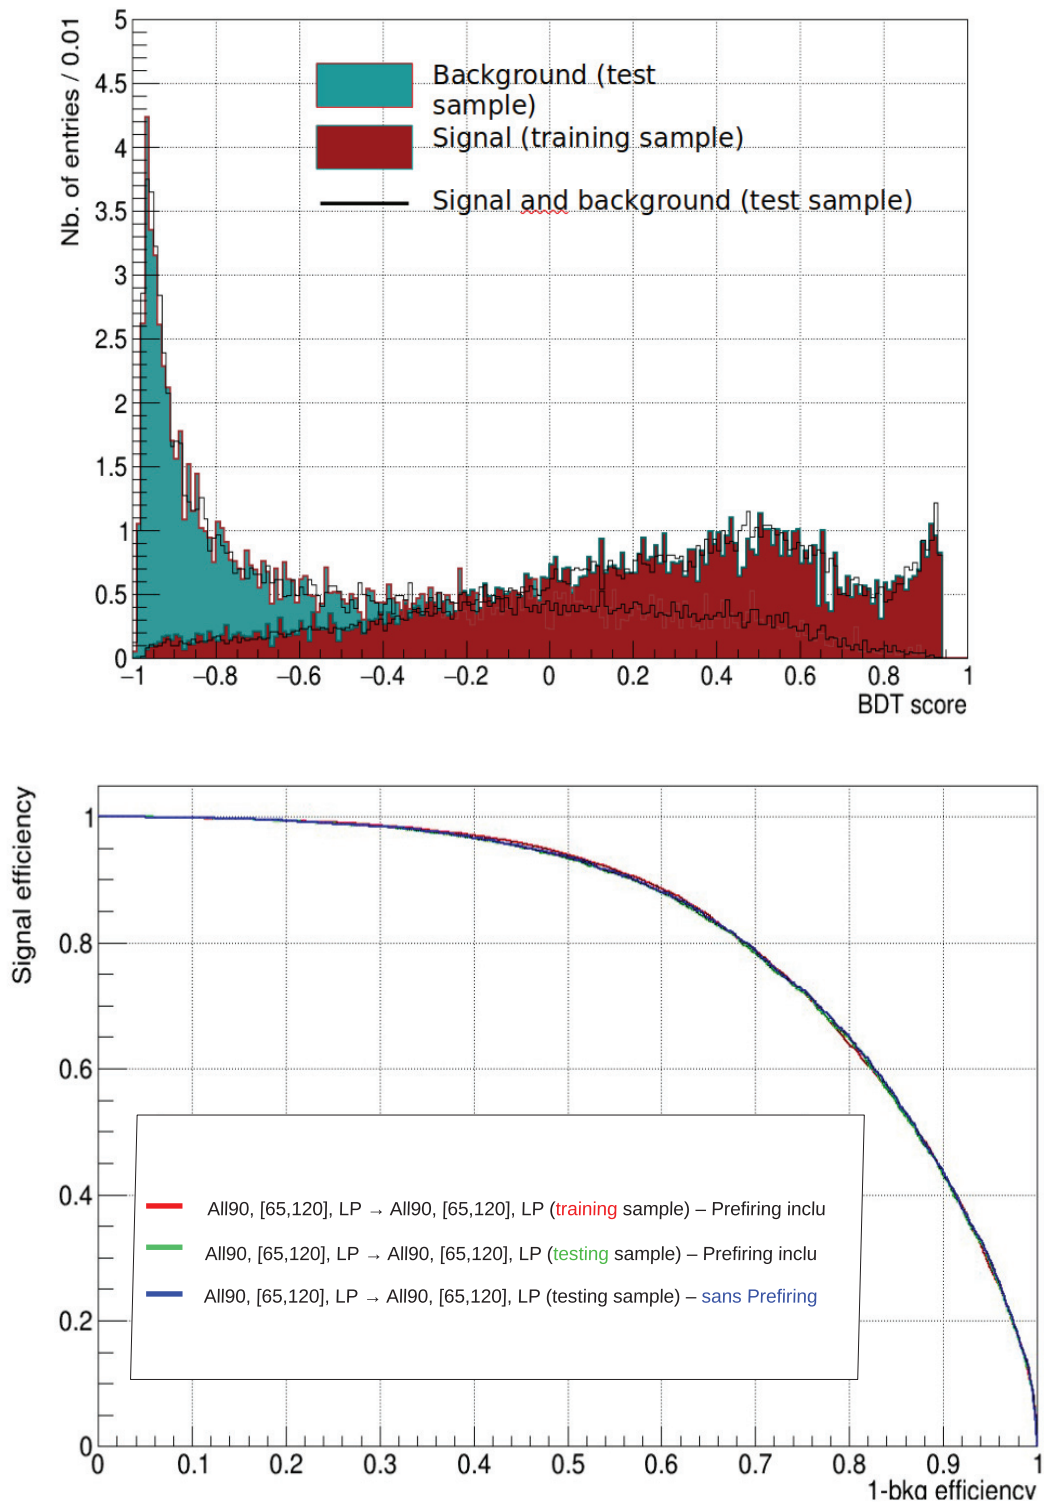 Nb. of entries / 0.01
5
4.5
4
3.5
3
2.5
2
1.5
1
0.5
0
Background (test
sample)
Signal (training sample)
Signal and background (test sample)
−1 −0.8 −0.6 −0.4 −0.2 0 0.2 0.4 0.6 0.8 1
BDT score
Signal efficiency
1
0.8
0.6
0.4
0.2
0
All90, [65,120], LP → All90, [65,120], LP (training sample) – Prefiring inclu
All90, [65,120], LP → All90, [65,120], LP (testing sample) – Prefiring inclu
All90, [65,120], LP → All90, [65,120], LP (testing sample) – sans Prefiring
0 0.1 0.2 0.3 0.4 0.5 0.6 0.7 0.8 0.9 1
1-bkg efficiency